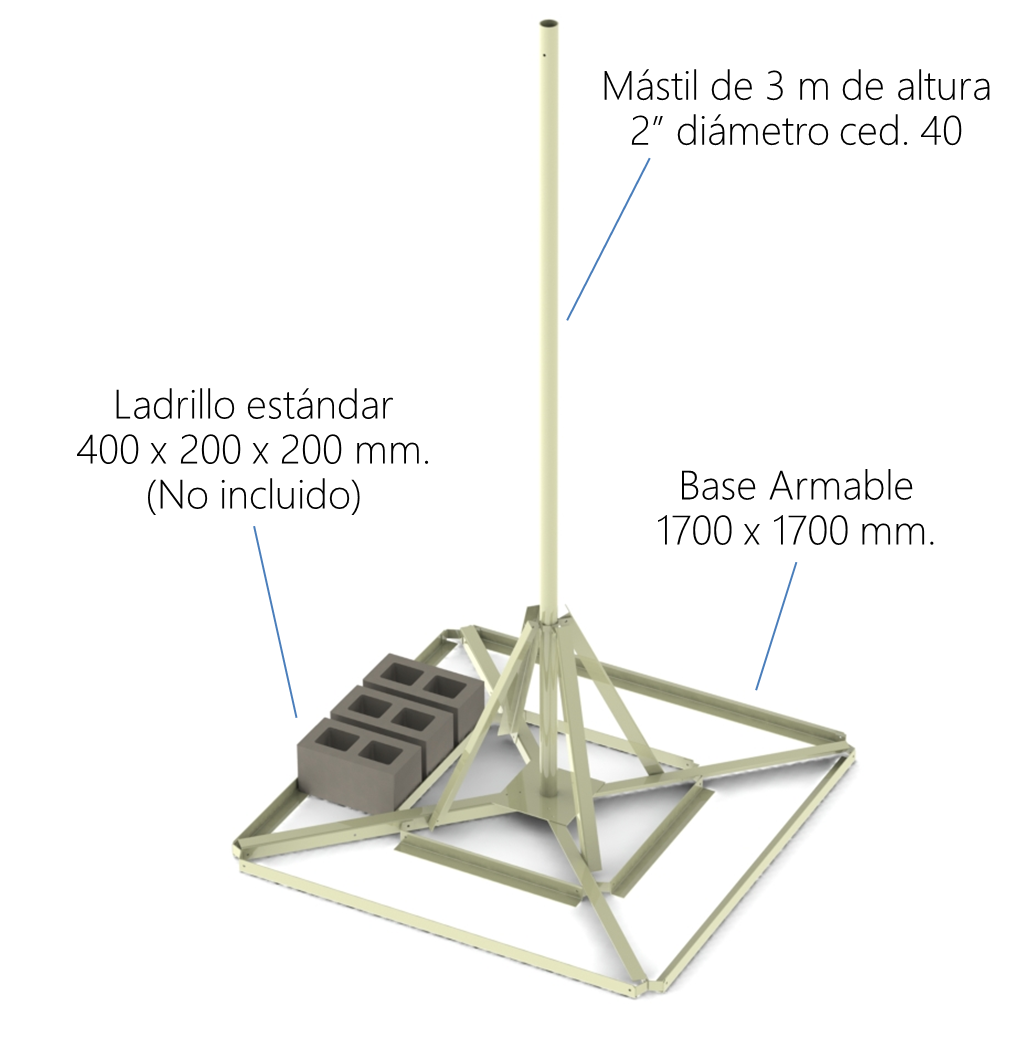 Mástil de 3 m de altura
2” diámetro ced. 40
Ladrillo estándar
400 x 200 x 200 mm.
(No incluido)
Base Armable
1700 x 1700 mm.